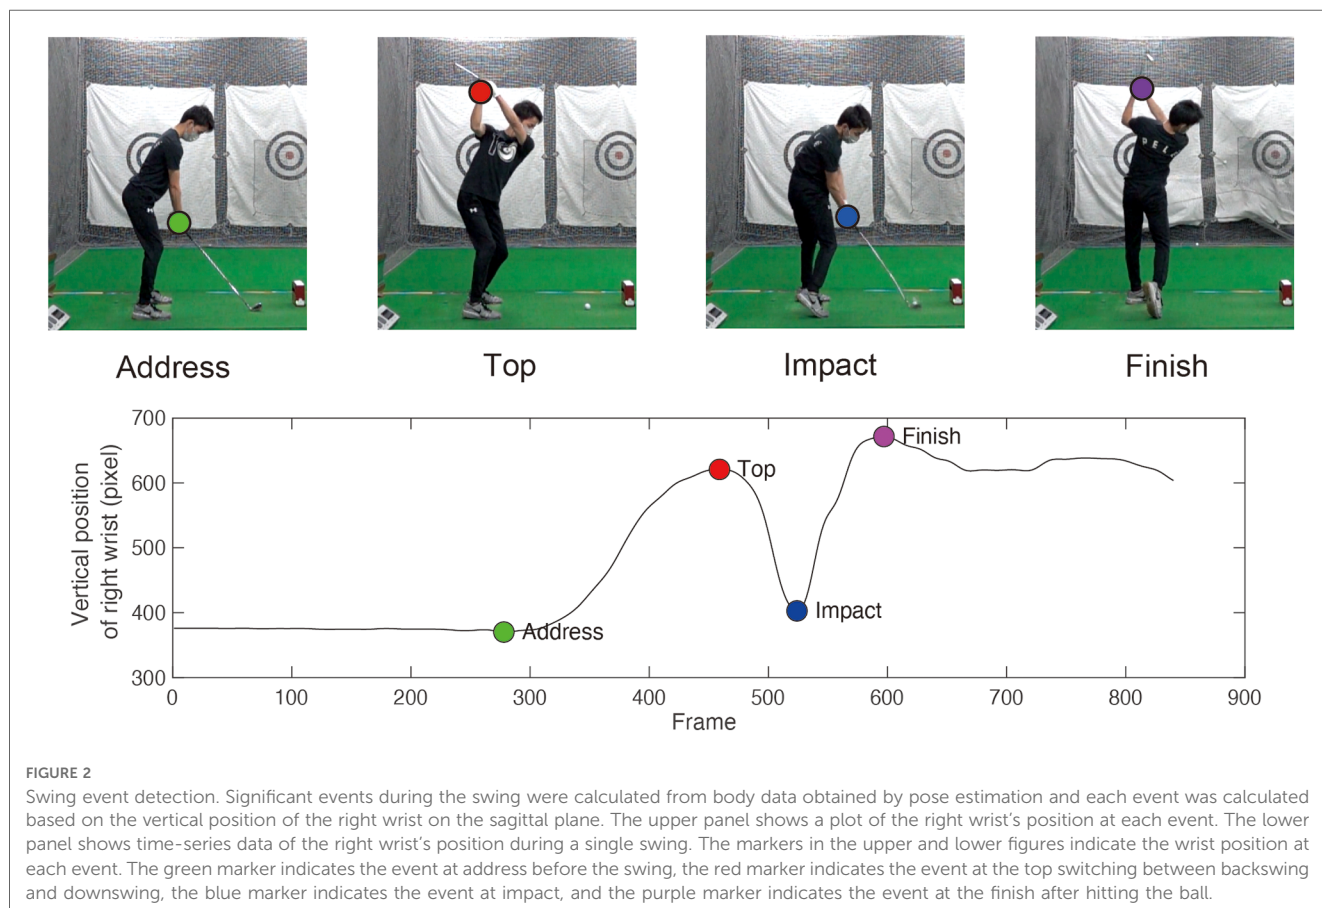 Address
Top
Impact
Finish
700
600
500
400
300
Vertical position
of right wrist (pixel)
Address
Top
Impact
Finish
0 100 200 300 400 500 600 700 800 900
Frame
FIGURE 2
Swing event detection. Significant events during the swing were calculated from body data obtained by pose estimation and each event was calculated
based on the vertical position of the right wrist on the sagittal plane. The upper panel shows a plot of the right wrist's position at each event. The lower
panel shows time-series data of the right wrist's position during a single swing. The markers in the upper and lower figures indicate the wrist position at
each event. The green marker indicates the event at address before the swing, the red marker indicates the event at the top switching between backswing
and downswing, the blue marker indicates the event at impact, and the purple marker indicates the event at the finish after hitting the ball.